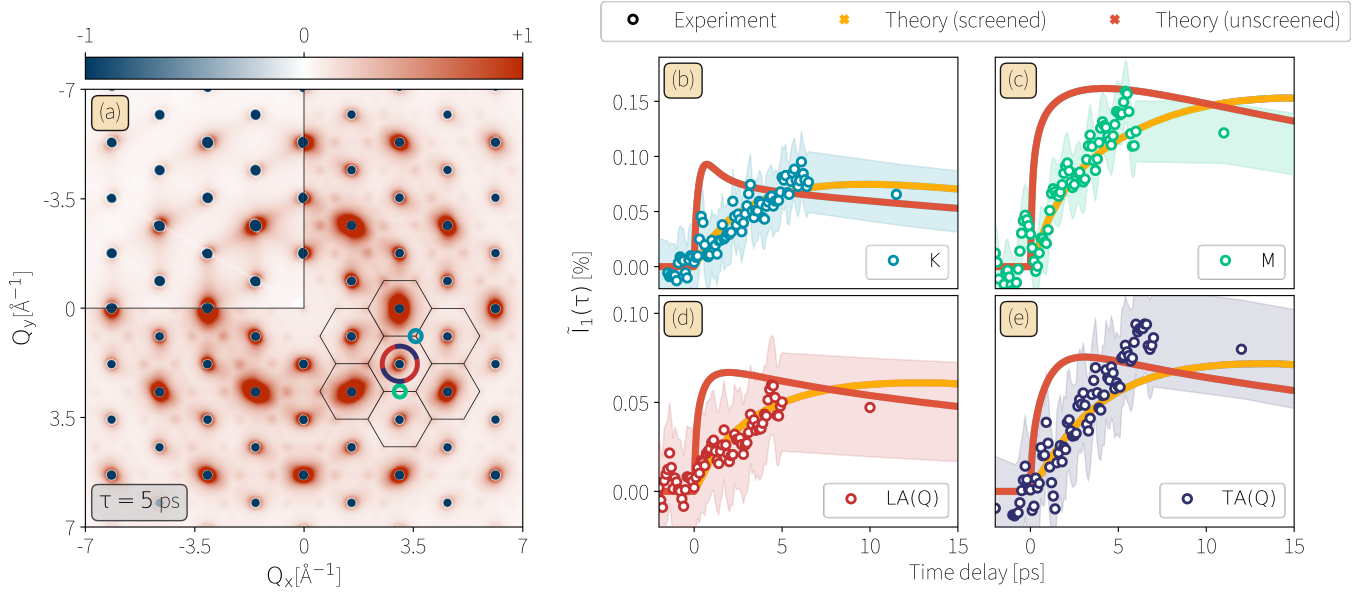 -1 0 +1
Experiment Theory (screened) Theory (unscreened)
(a)
-7
-3.5
0
3.5
7
Q_y[Å⁻¹]
τ = 5 ps
-7 -3.5 0 3.5 7
Q_x[Å⁻¹]
(b)
0.15
0.10
0.05
0.00
K
(c)
M
Ĩ₁(τ) [%]
(d)
0.10
0.05
0.00
LA(Q)
0 5 10 15
(e)
TA(Q)
0 5 10 15
Time delay [ps]